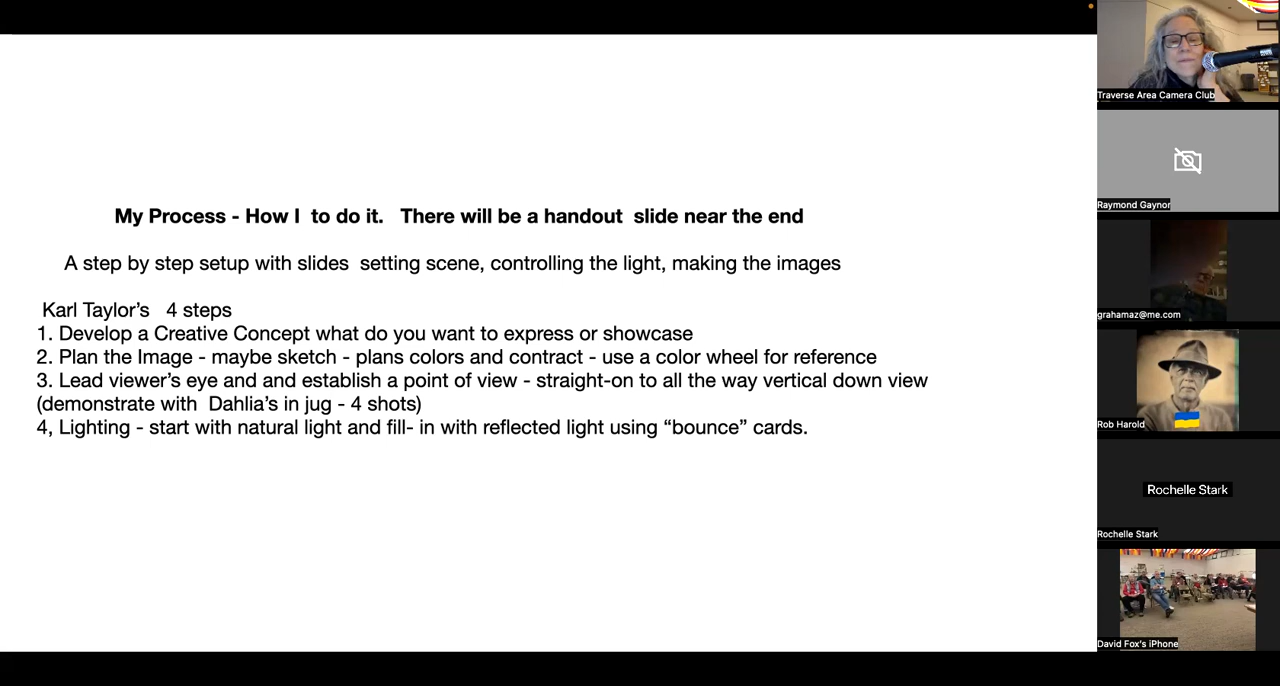 My Process - How I  to do it.   There will be a handout  slide near the end
A step by step setup with slides  setting scene, controlling the light, making the images
Karl Taylor's   4 steps
1. Develop a Creative Concept what do you want to express or showcase
2. Plan the Image - maybe sketch - plans colors and contract - use a color wheel for reference
3. Lead viewer's eye and and establish a point of view - straight-on to all the way vertical down view
(demonstrate with  Dahlia's in jug - 4 shots)
4, Lighting - start with natural light and fill- in with reflected light using “bounce” cards.
Traverse Area Camera Club
Raymond Gaynor
grahamaz@me.com
Rob Harold
Rochelle Stark
Rochelle Stark
David Fox's iPhone